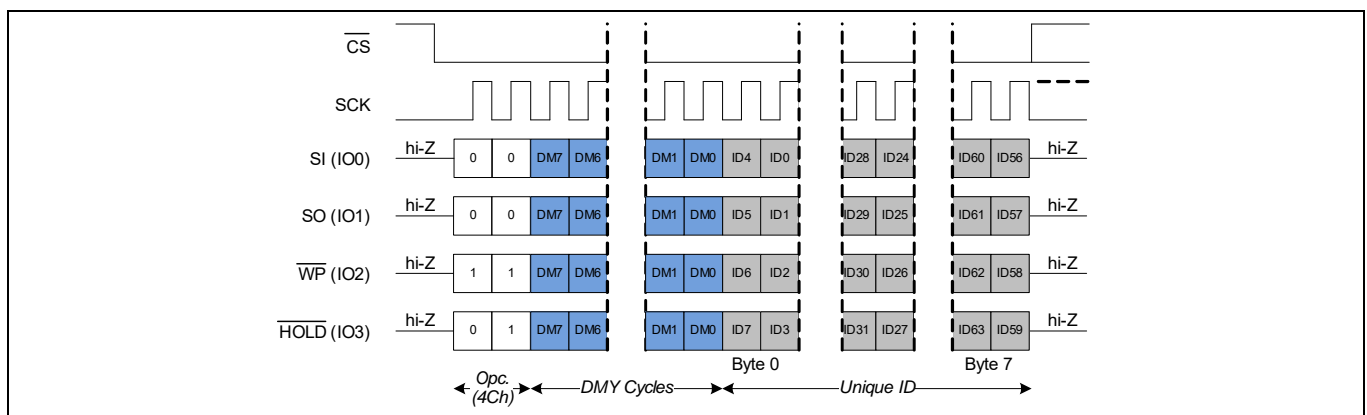 CS
SCK
SI (IO0) hi-Z 0 0 DM7 DM6 DM1 DM0 ID4 ID0 ID28 ID24 ID60 ID56 hi-Z
SO (IO1) hi-Z 0 0 DM7 DM6 DM1 DM0 ID5 ID1 ID29 ID25 ID61 ID57 hi-Z
WP (IO2) hi-Z 1 1 DM7 DM6 DM1 DM0 ID6 ID2 ID30 ID26 ID62 ID58 hi-Z
HOLD (IO3) hi-Z 0 1 DM7 DM6 DM1 DM0 ID7 ID3 ID31 ID27 ID63 ID59 hi-Z
Byte 0 Byte 7
Opc. (4Ch) DMY Cycles Unique ID